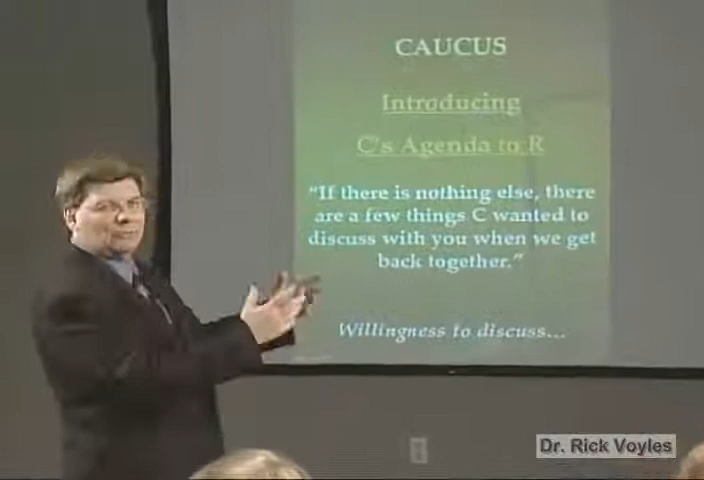 CAUCUS
Introducing
C's Agenda to R
"If there is nothing else, there
are a few things C wanted to
discuss with you when we get
back together."
Willingness to discuss...
Dr. Rick Voyles